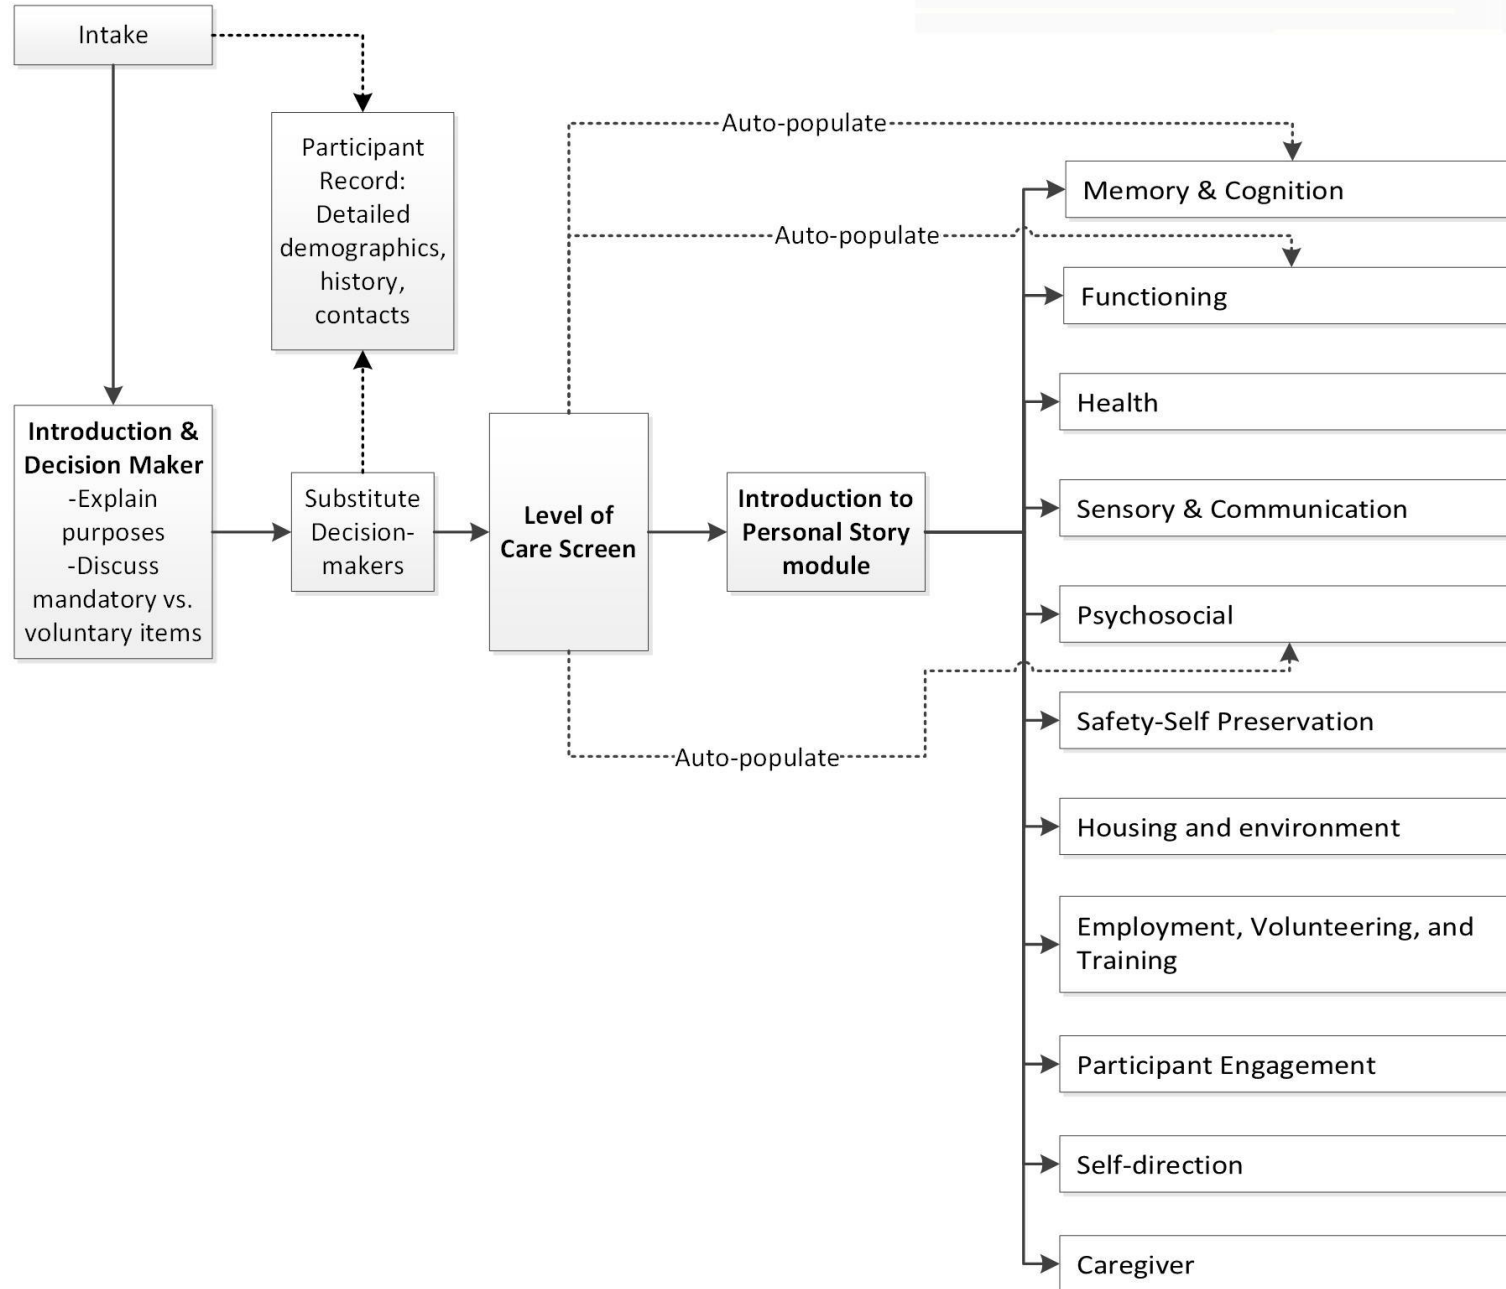 Intake
Participant
Record:
Detailed
demographics,
history,
contacts
Introduction &
Decision Maker
-Explain
purposes
-Discuss
mandatory vs.
voluntary items
Substitute
Decision-
makers
Level of
Care Screen
Introduction to
Personal Story
module
Auto-populate
Auto-populate
Auto-populate
Memory & Cognition
Functioning
Health
Sensory & Communication
Psychosocial
Safety-Self Preservation
Housing and environment
Employment, Volunteering, and
Training
Participant Engagement
Self-direction
Caregiver